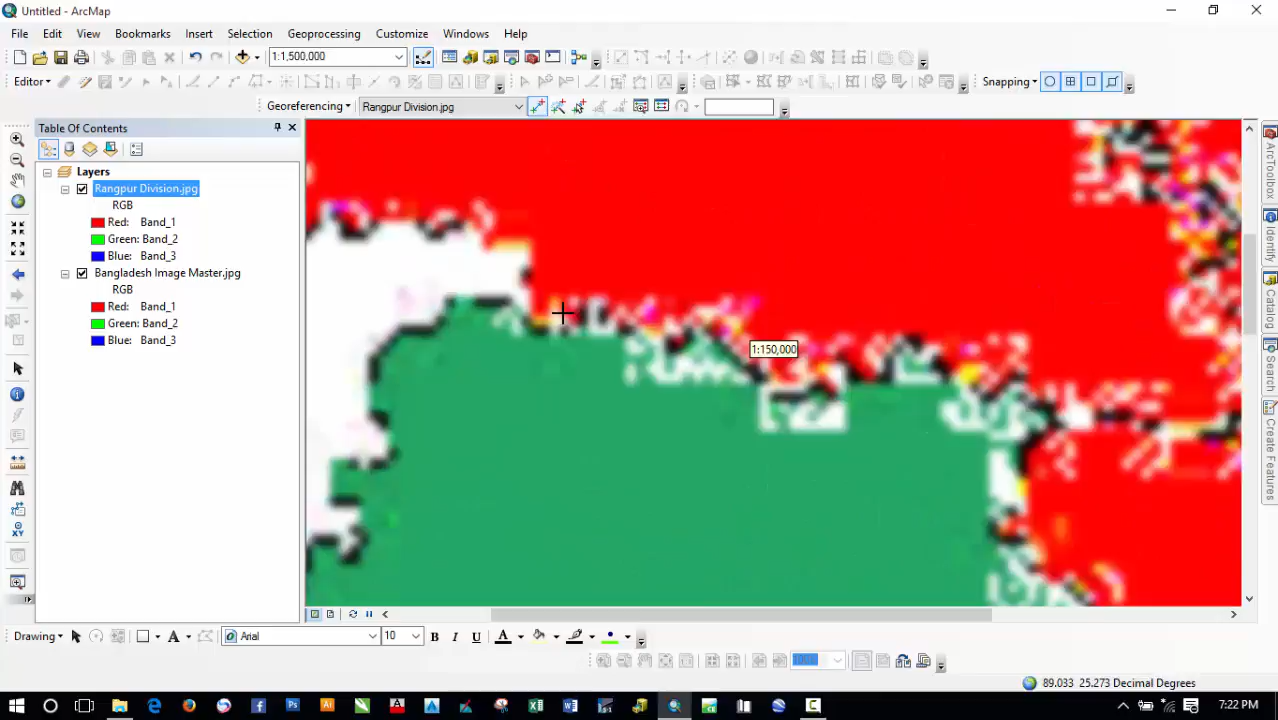 Untitled - ArcMap
File Edit View Bookmarks Insert Selection Geoprocessing Customize Windows Help
1:1,500,000
Editor
Snapping
Georeferencing Rangpur Division.jpg
Table Of Contents
Layers
Rangpur Division.jpg
RGB
Red: Band_1
Green: Band_2
Blue: Band_3
Bangladesh Image Master.jpg
RGB
Red: Band_1
Green: Band_2
Blue: Band_3
1:150,000
ArcToolbox
Identify
Catalog
Search
Create Features
Drawing A Arial 10 B I U A
100
89.033 25.273 Decimal Degrees
7:22 PM